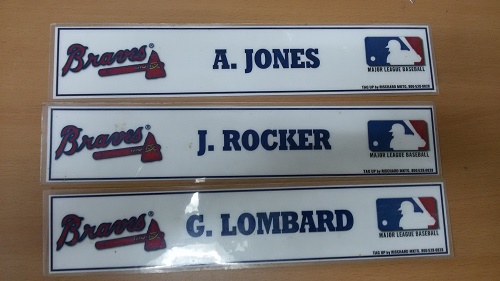 Braves®
A. JONES
MAJOR LEAGUE BASEBALL
Braves®
J. ROCKER
MAJOR LEAGUE BASEBALL
Braves®
G. LOMBARD
MAJOR LEAGUE BASEBALL